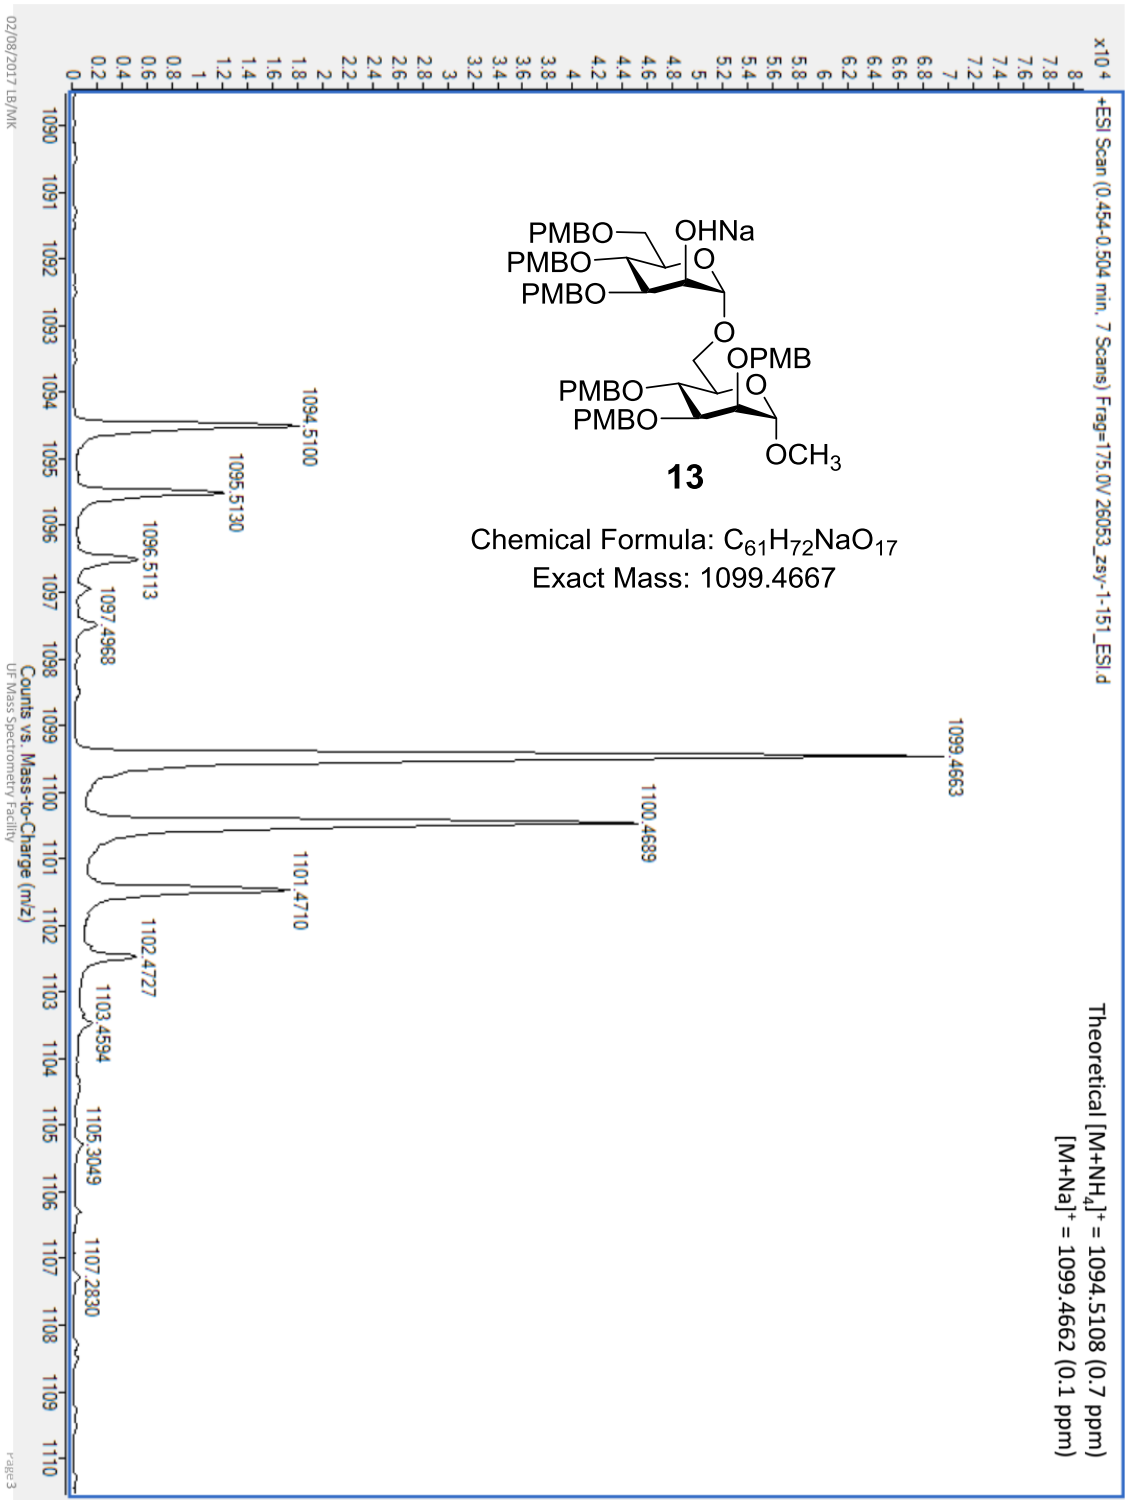 x10 4
+ESI Scan (0.454-0.504 min, 7 Scans) Frag=175.0V 26053_zsy-1-151_ESI.d
Theoretical [M+NH₄]⁺ = 1094.5108 (0.7 ppm)
[M+Na]⁺ = 1099.4662 (0.1 ppm)
8
7.8
7.6
7.4
7.2
7
6.8
6.6
6.4
6.2
6
5.8
5.6
5.4
5.2
5
4.8
4.6
4.4
4.2
4
3.8
3.6
3.4
3.2
3
2.8
2.6
2.4
2.2
2
1.8
1.6
1.4
1.2
1
0.8
0.6
0.4
0.2
0
1094.5100
1095.5130
1096.5113
1097.4968
1099.4663
1100.4689
1101.4710
1102.4727
1103.4594
1105.3049
1107.2830
PMBO
OHNa
PMBO
O
PMBO
O
OPMB
PMBO
O
PMBO
OCH₃
13
Chemical Formula: C₆₁H₇₂NaO₁₇
Exact Mass: 1099.4667
1090 1091 1092 1093 1094 1095 1096 1097 1098 1099 1100 1101 1102 1103 1104 1105 1106 1107 1108 1109 1110
Counts vs. Mass-to-Charge (m/z)
02/08/2017 LB/MK
UF Mass Spectrometry Facility
Page 3